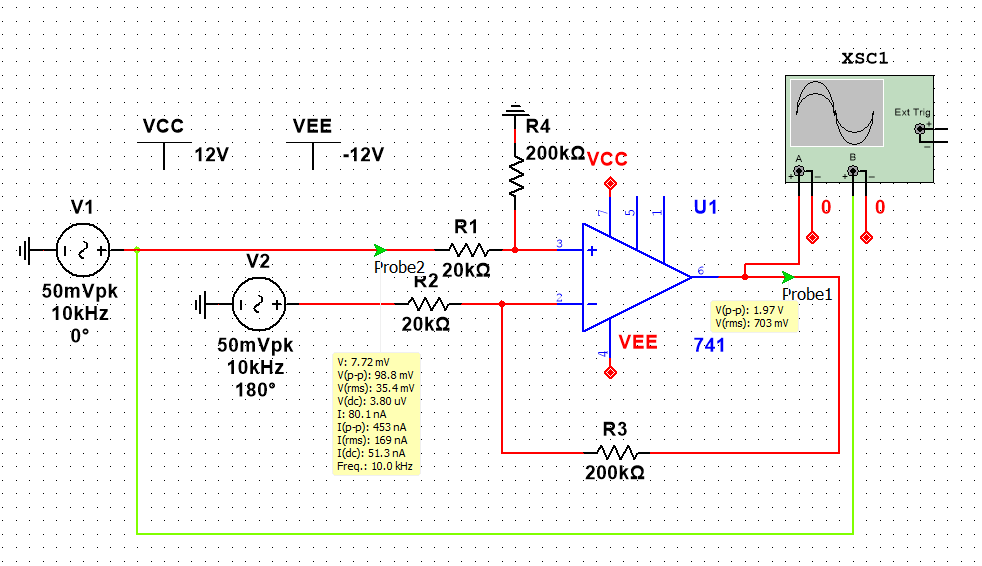 XSC1
Ext Trig
+
−
A
B
+ −
+ −
VCC
12V
VEE
-12V
R4
200kΩ
VCC
7
5
1
U1
0
0
V1
50mVpk
10kHz
0°
Probe2
R1
20kΩ
3
+
2
−
6
4
VEE
741
Probe1
V(p-p): 1.97 V
V(rms): 703 mV
V2
50mVpk
10kHz
180°
R2
20kΩ
V: 7.72 mV
V(p-p): 98.8 mV
V(rms): 35.4 mV
V(dc): 3.80 uV
I: 80.1 nA
I(p-p): 453 nA
I(rms): 169 nA
I(dc): 51.3 nA
Freq.: 10.0 kHz
R3
200kΩ